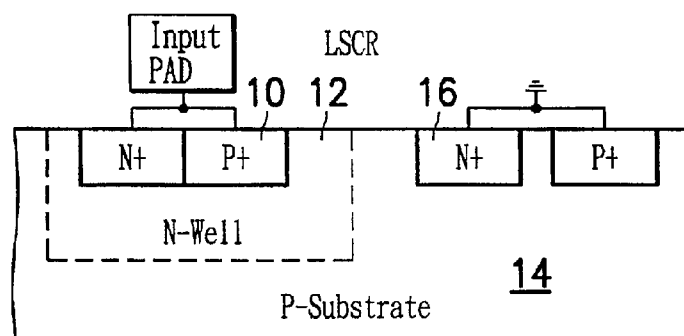 Input
PAD
LSCR
10
12
16
N+
P+
N+
P+
N-Well
14
P-Substrate